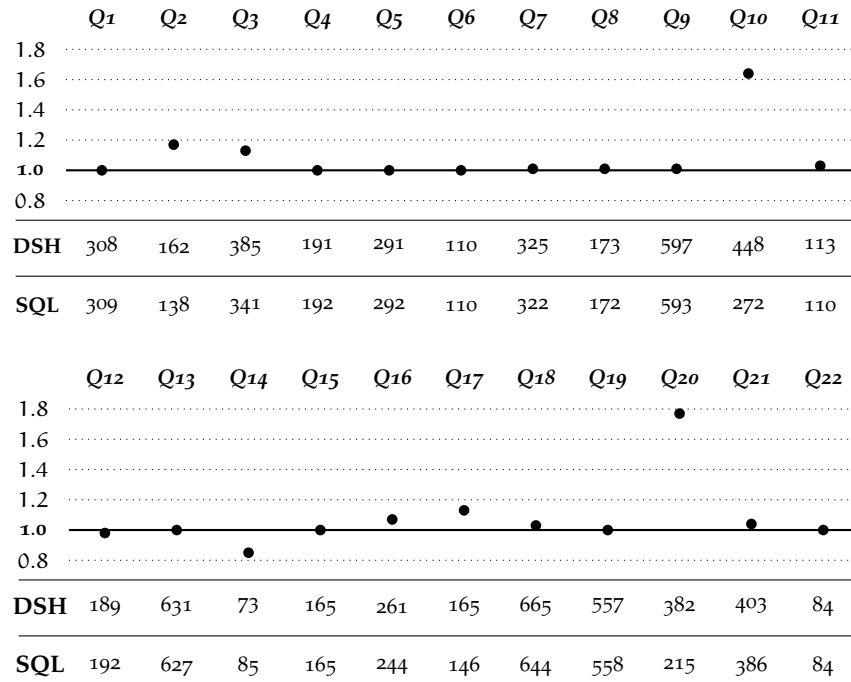 Q1 Q2 Q3 Q4 Q5 Q6 Q7 Q8 Q9 Q10 Q11
1.8
1.6
1.4
1.2
1.0
0.8
DSH 308 162 385 191 291 110 325 173 597 448 113
SQL 309 138 341 192 292 110 322 172 593 272 110
Q12 Q13 Q14 Q15 Q16 Q17 Q18 Q19 Q20 Q21 Q22
1.8
1.6
1.4
1.2
1.0
0.8
DSH 189 631 73 165 261 165 665 557 382 403 84
SQL 192 627 85 165 244 146 644 558 215 386 84